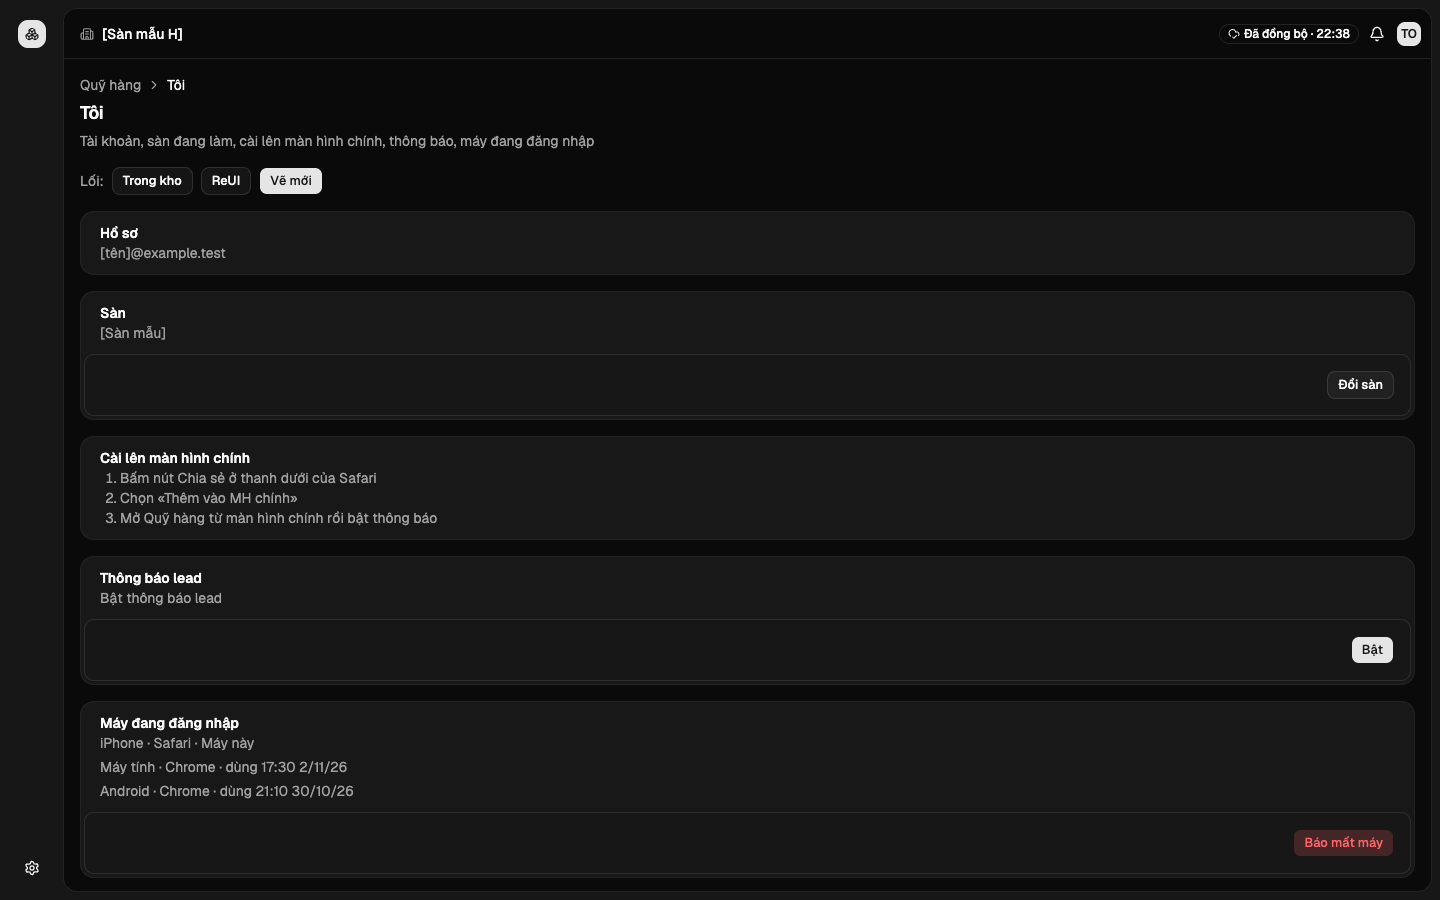 [Sàn mẫu H]
Đã đồng bộ · 22:38
TO
Quỹ hàng > Tôi
Tôi
Tài khoản, sàn đang làm, cài lên màn hình chính, thông báo, máy đang đăng nhập
Lối: Trong kho ReUI Vẽ mới
Hồ sơ
[tên]@example.test
Sàn
[Sàn mẫu]
Đổi sàn
Cài lên màn hình chính
1. Bấm nút Chia sẻ ở thanh dưới của Safari
2. Chọn «Thêm vào MH chính»
3. Mở Quỹ hàng từ màn hình chính rồi bật thông báo
Thông báo lead
Bật thông báo lead
Bật
Máy đang đăng nhập
iPhone · Safari · Máy này
Máy tính · Chrome · dùng 17:30 2/11/26
Android · Chrome · dùng 21:10 30/10/26
Báo mất máy